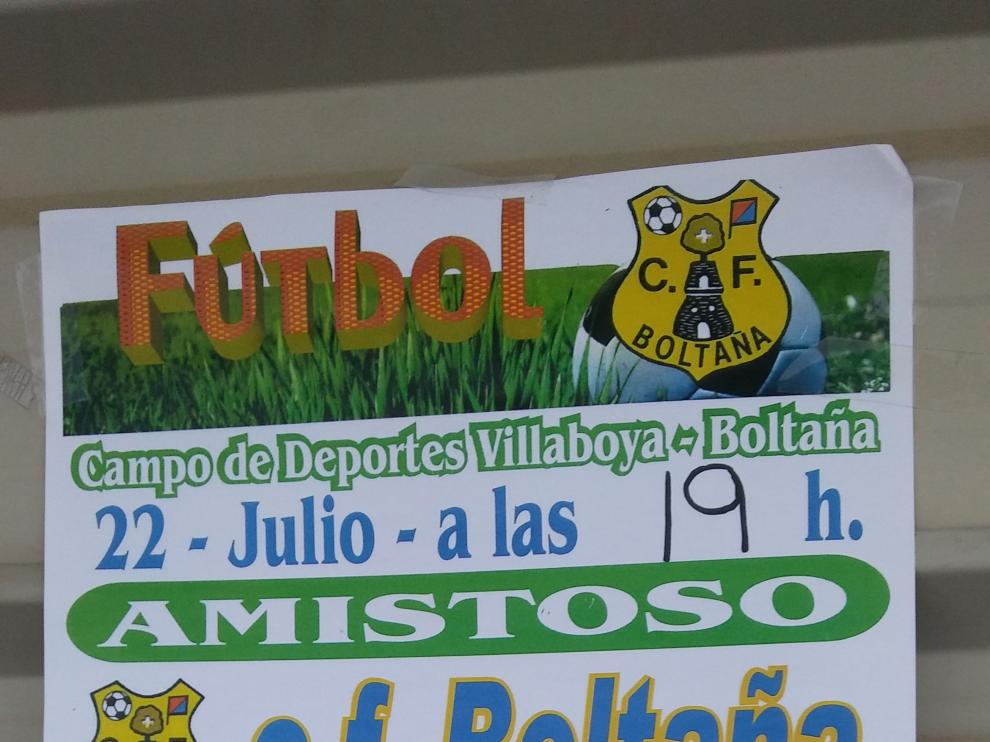 Fútbol
C. F.
BOLTAÑA
Campo de Deportes Villaboya - Boltaña
22 - Julio - a las 19 h.
AMISTOSO
c.f. Boltaña